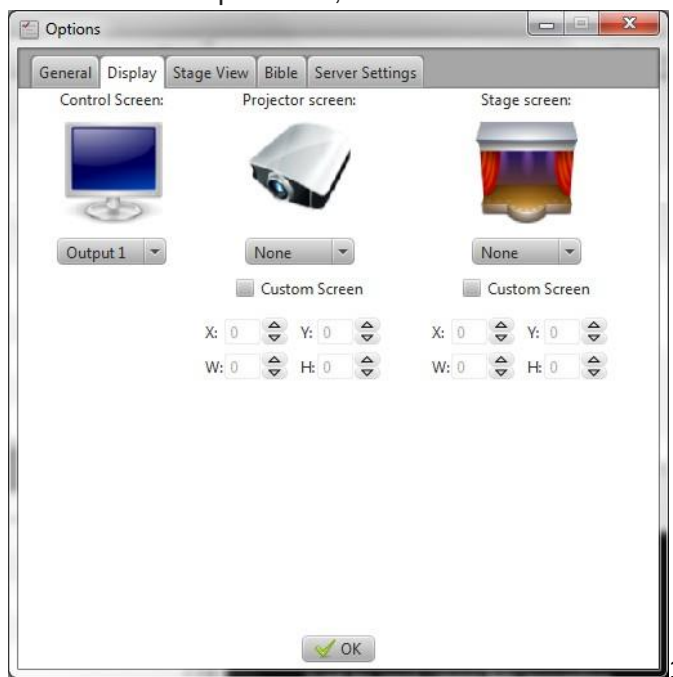 Options
General Display Stage View Bible Server Settings
Control Screen: Projector screen: Stage screen:
Output 1 None None
Custom Screen Custom Screen
X: 0 Y: 0 X: 0 Y: 0
W: 0 H: 0 W: 0 H: 0
OK